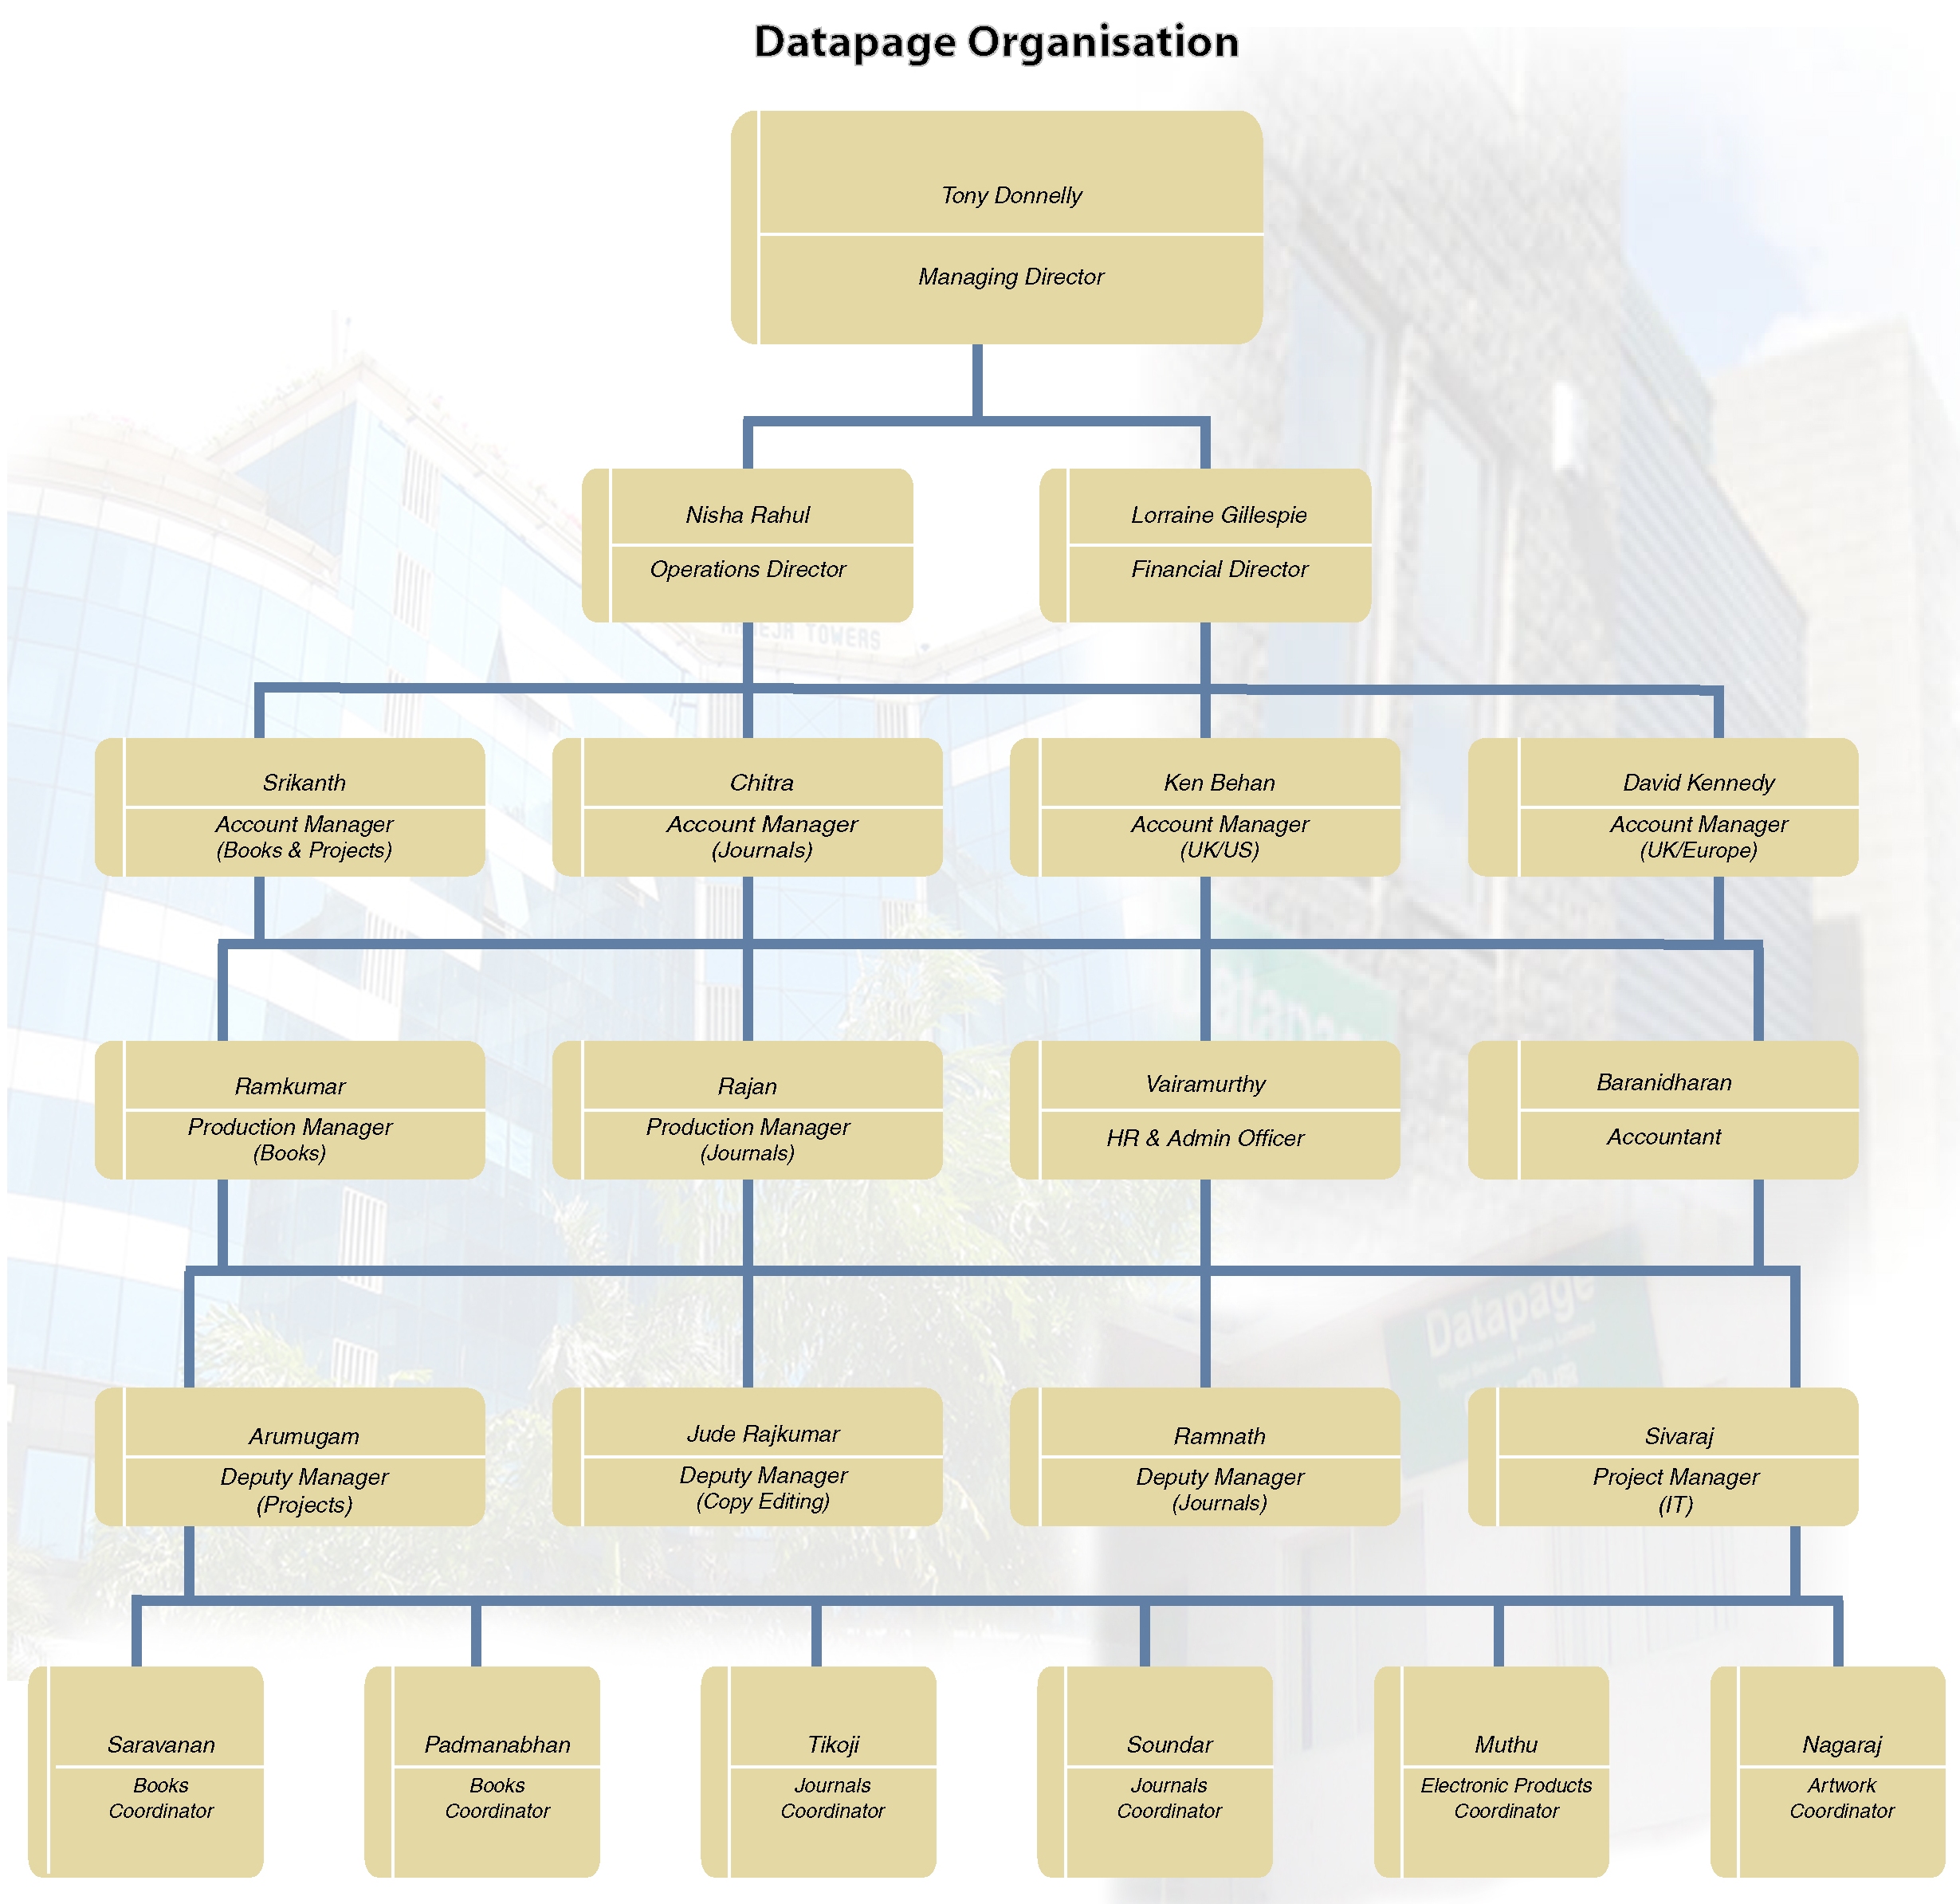 Datapage Organisation
Tony Donnelly
Managing Director
Nisha Rahul
Operations Director
Lorraine Gillespie
Financial Director
TOWERS
Srikanth
Account Manager
(Books & Projects)
Chitra
Account Manager
(Journals)
Ken Behan
Account Manager
(UK/US)
David Kennedy
Account Manager
(UK/Europe)
Ramkumar
Production Manager
(Books)
Rajan
Production Manager
(Journals)
Vairamurthy
HR & Admin Officer
Baranidharan
Accountant
Datapage
Arumugam
Deputy Manager
(Projects)
Jude Rajkumar
Deputy Manager
(Copy Editing)
Ramnath
Deputy Manager
(Journals)
Sivaraj
Project Manager
(IT)
Saravanan
Books
Coordinator
Padmanabhan
Books
Coordinator
Tikoji
Journals
Coordinator
Soundar
Journals
Coordinator
Muthu
Electronic Products
Coordinator
Nagaraj
Artwork
Coordinator